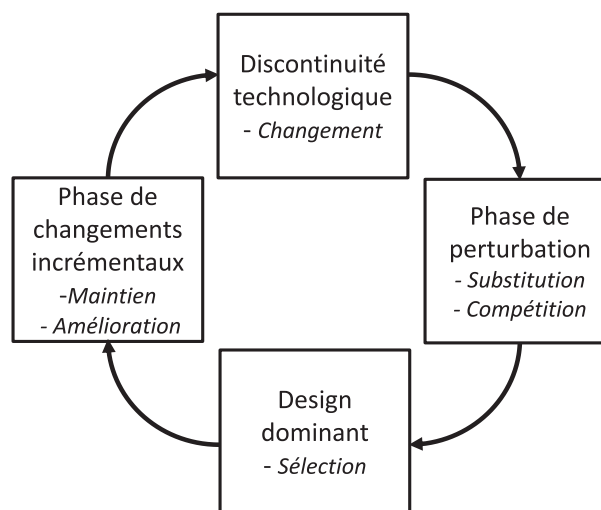 Discontinuité
technologique
- Changement
Phase de
perturbation
- Substitution
- Compétition
Design
dominant
- Sélection
Phase de
changements
incrémentaux
-Maintien
- Amélioration